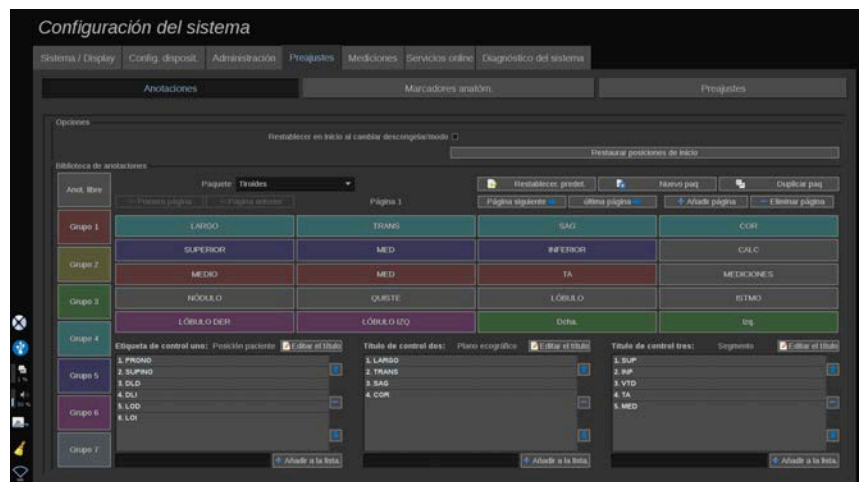 Configuración del sistema
Sistema / Display Config. disposit. Administración Preajustes Mediciones Servicios online Diagnóstico del sistema
Anotaciones Marcadores anatóm. Preajustes
Opciones
Restablecer en inicio al cambiar descongelar/modo
Restaurar posiciones de inicio
Biblioteca de anotaciones
Anot. libre Paquete Tiroides Restablecer. predet. Nuevo paq Duplicar paq
Primera página Página anterior Página 1 Página siguiente última página Añadir página Eliminar página
Grupo 1 LARGO TRANS SAG COR
SUPERIOR MED INFERIOR CALC
Grupo 2
MEDIO MED TA MEDICIONES
Grupo 3 NÓDULO QUISTE LÓBULO ISTMO
LÓBULO DER LÓBULO IZQ Dcha. Izq.
Grupo 4
Etiqueta de control uno: Posición paciente Editar el título Título de control dos: Plano ecográfico Editar el título Título de control tres: Segmento Editar el título
1. PRONO 1. LARGO 1. SUP
2. SUPINO 2. TRANS 2. INF
Grupo 5 3. DLD 3. SAG 3. VTD
4. DLI 4. COR 4. TA
5. LOD 5. MED
Grupo 6 6. LOI
Grupo 7
Añadir a la lista. Añadir a la lista. Añadir a la lista.